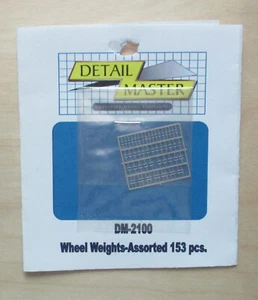 DETAIL
MASTER
DM-2100
Wheel Weights-Assorted 153 pcs.